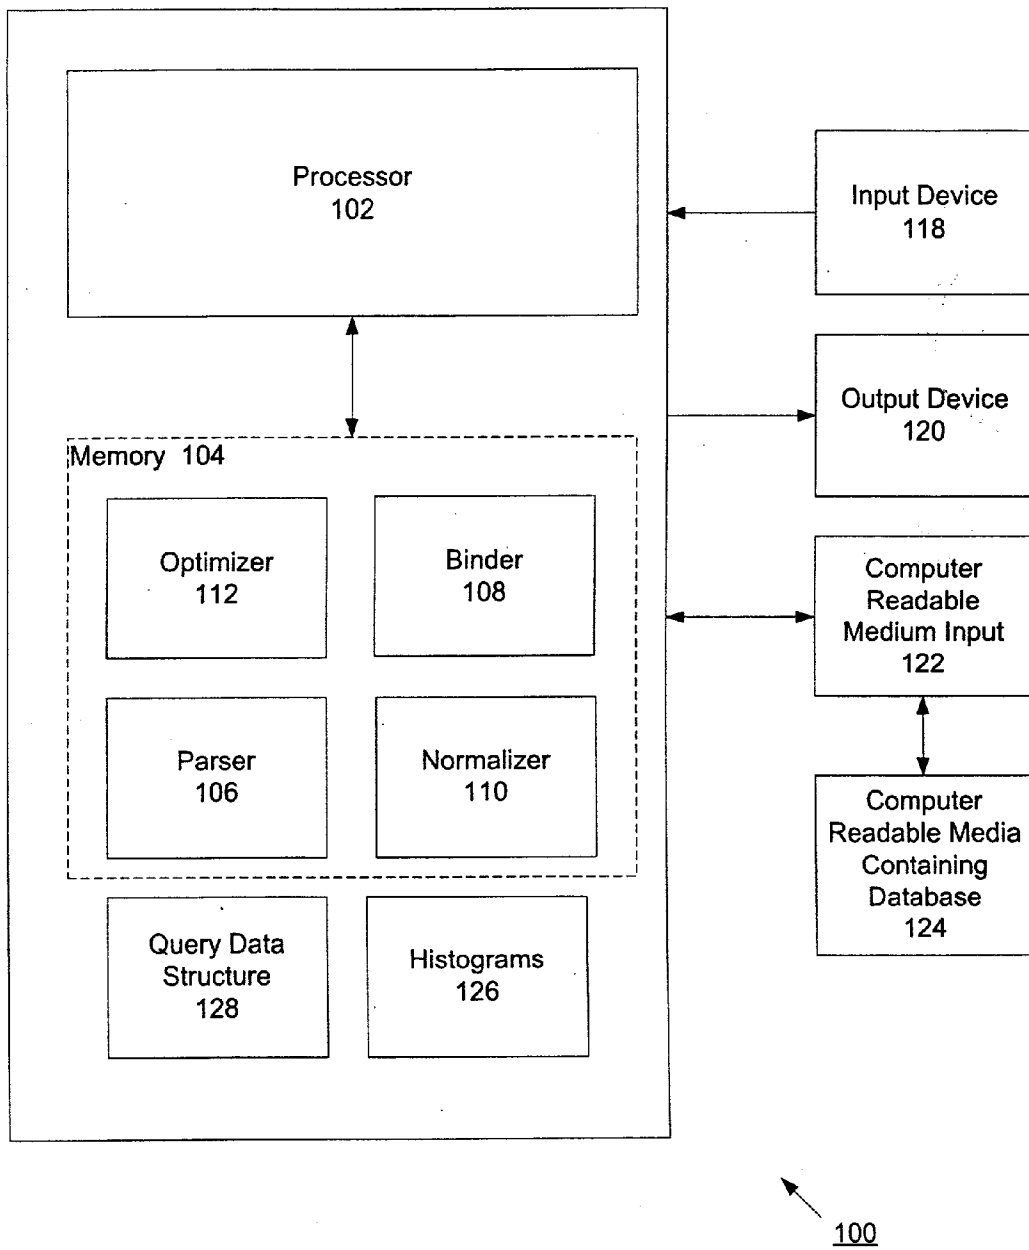 Processor
102
Input Device
118
Output Device
120
Memory 104
Optimizer
112
Binder
108
Computer
Readable
Medium Input
122
Parser
106
Normalizer
110
Computer
Readable Media
Containing
Database
124
Query Data
Structure
128
Histograms
126
100